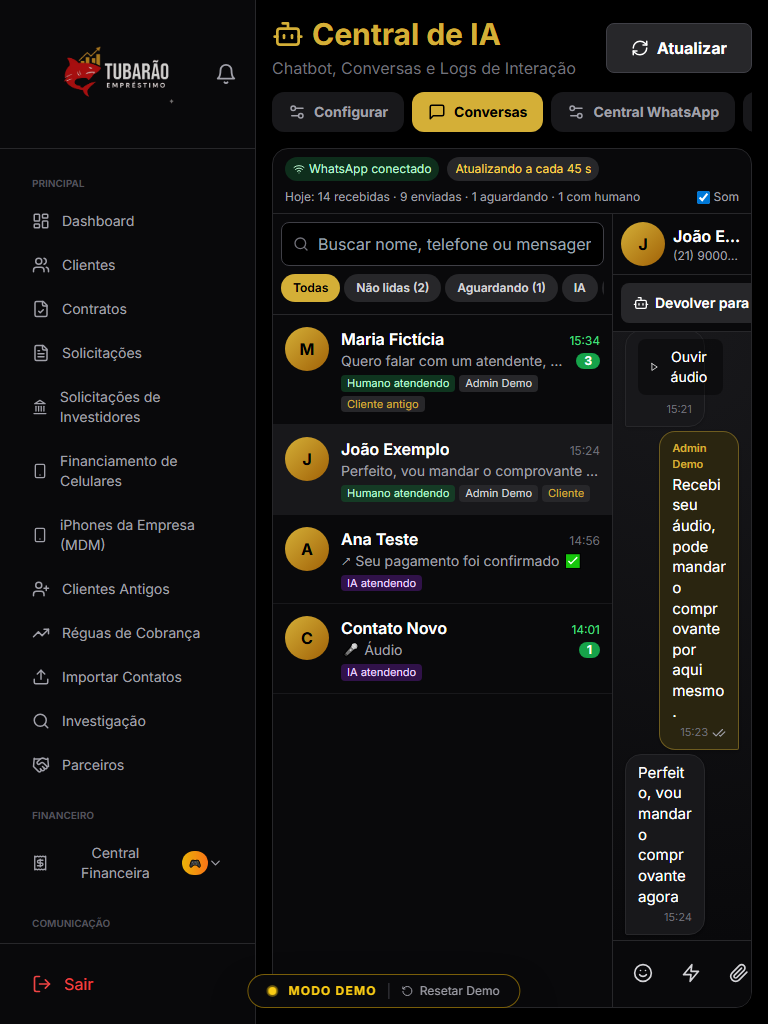 TUBARÃO
EMPRÉSTIMO
PRINCIPAL
Dashboard
Clientes
Contratos
Solicitações
Solicitações de
Investidores
Financiamento de
Celulares
iPhones da Empresa
(MDM)
Clientes Antigos
Réguas de Cobrança
Importar Contatos
Investigação
Parceiros
FINANCEIRO
Central
Financeira
COMUNICAÇÃO
Sair
Central de IA
Chatbot, Conversas e Logs de Interação
Atualizar
Configurar
Conversas
Central WhatsApp
WhatsApp conectado
Atualizando a cada 45 s
Hoje: 14 recebidas · 9 enviadas · 1 aguardando · 1 com humano
Som
Buscar nome, telefone ou mensager
Todas
Não lidas (2)
Aguardando (1)
IA
M
Maria Fictícia
15:34
Quero falar com um atendente, ...
3
Humano atendendo
Admin Demo
Cliente antigo
J
João Exemplo
15:24
Perfeito, vou mandar o comprovante ...
Humano atendendo
Admin Demo
Cliente
A
Ana Teste
14:56
↗ Seu pagamento foi confirmado ✅
IA atendendo
C
Contato Novo
14:01
🎤 Áudio
1
IA atendendo
J
João E...
(21) 9000...
Devolver para
Ouvir
áudio
15:21
Admin
Demo
Recebi
seu
áudio,
pode
mandar
o
compr
ovante
por
aqui
mesmo
.
15:23
Perfeit
o, vou
mandar
o
compr
ovante
agora
15:24
MODO DEMO
Resetar Demo